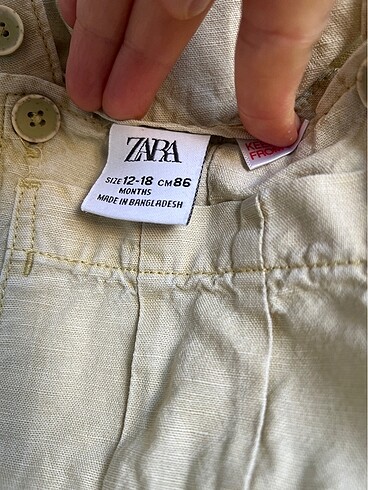 ZARA
SIZE 12-18 CM 86
MONTHS
MADE IN BANGLADESH